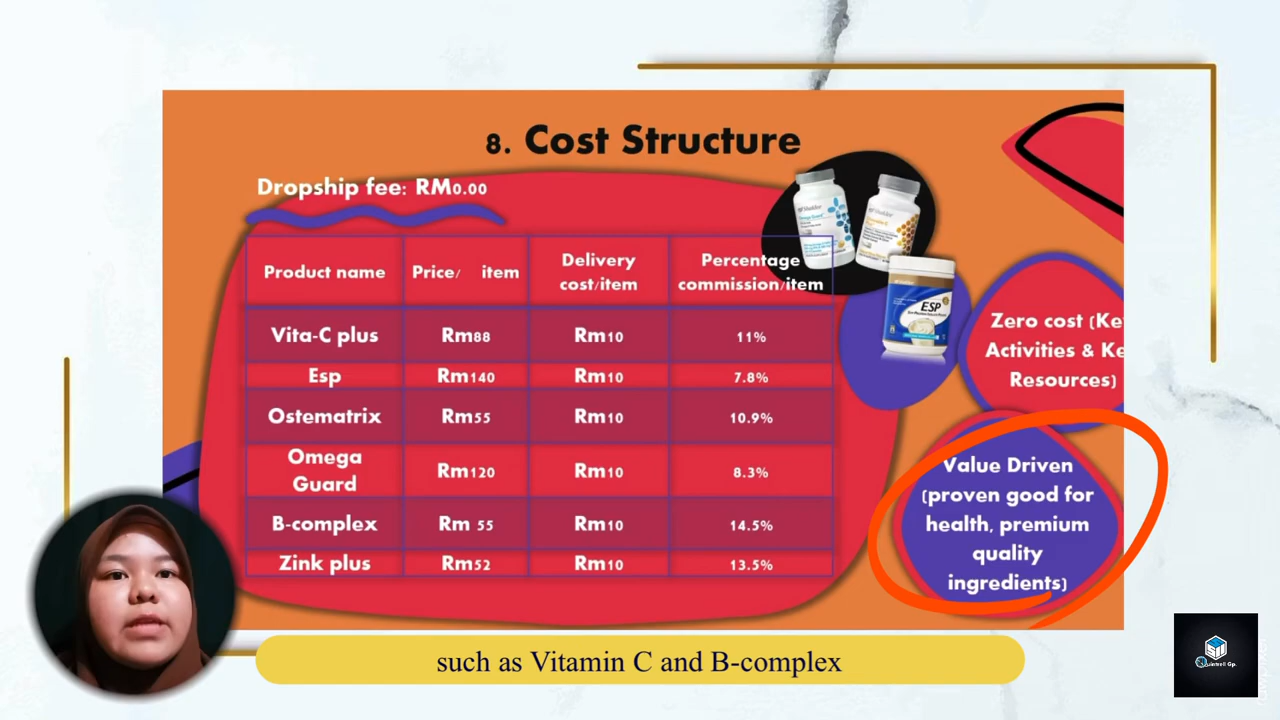 8. Cost Structure
Dropship fee: RM0.00
Product name Price/ item Delivery cost/item Percentage commission/item
Vita-C plus Rm88 Rm10 11%
Esp Rm140 Rm10 7.8%
Ostematrix Rm55 Rm10 10.9%
Omega Guard Rm120 Rm10 8.3%
B-complex Rm 55 Rm10 14.5%
Zink plus Rm52 Rm10 13.5%
ESP
Zero cost (Ke
Activities & Ke
Resources)
Value Driven
(proven good for
health, premium
quality
ingredients)
such as Vitamin C and B-complex